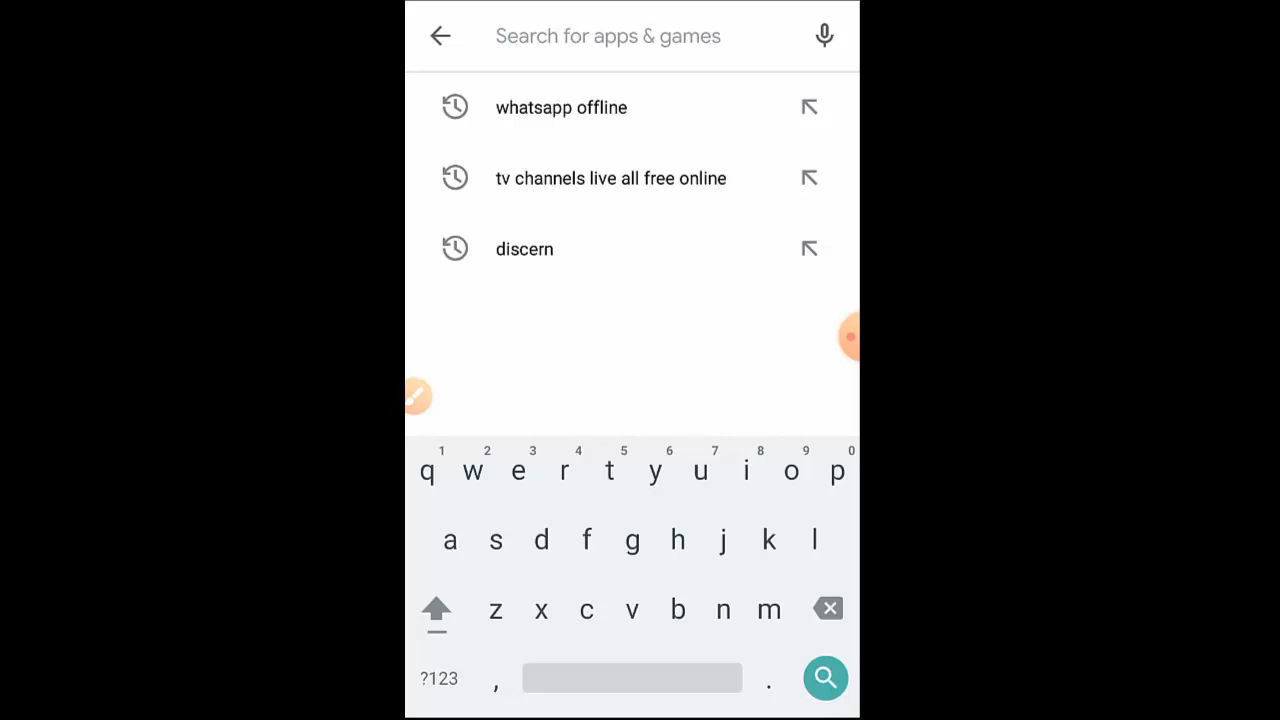 Search for apps & games
whatsapp offline
tv channels live all free online
discern
1 2 3 4 5 6 7 8 9 0
q w e r t y u i o p
a s d f g h j k l
z x c v b n m
?123 , .